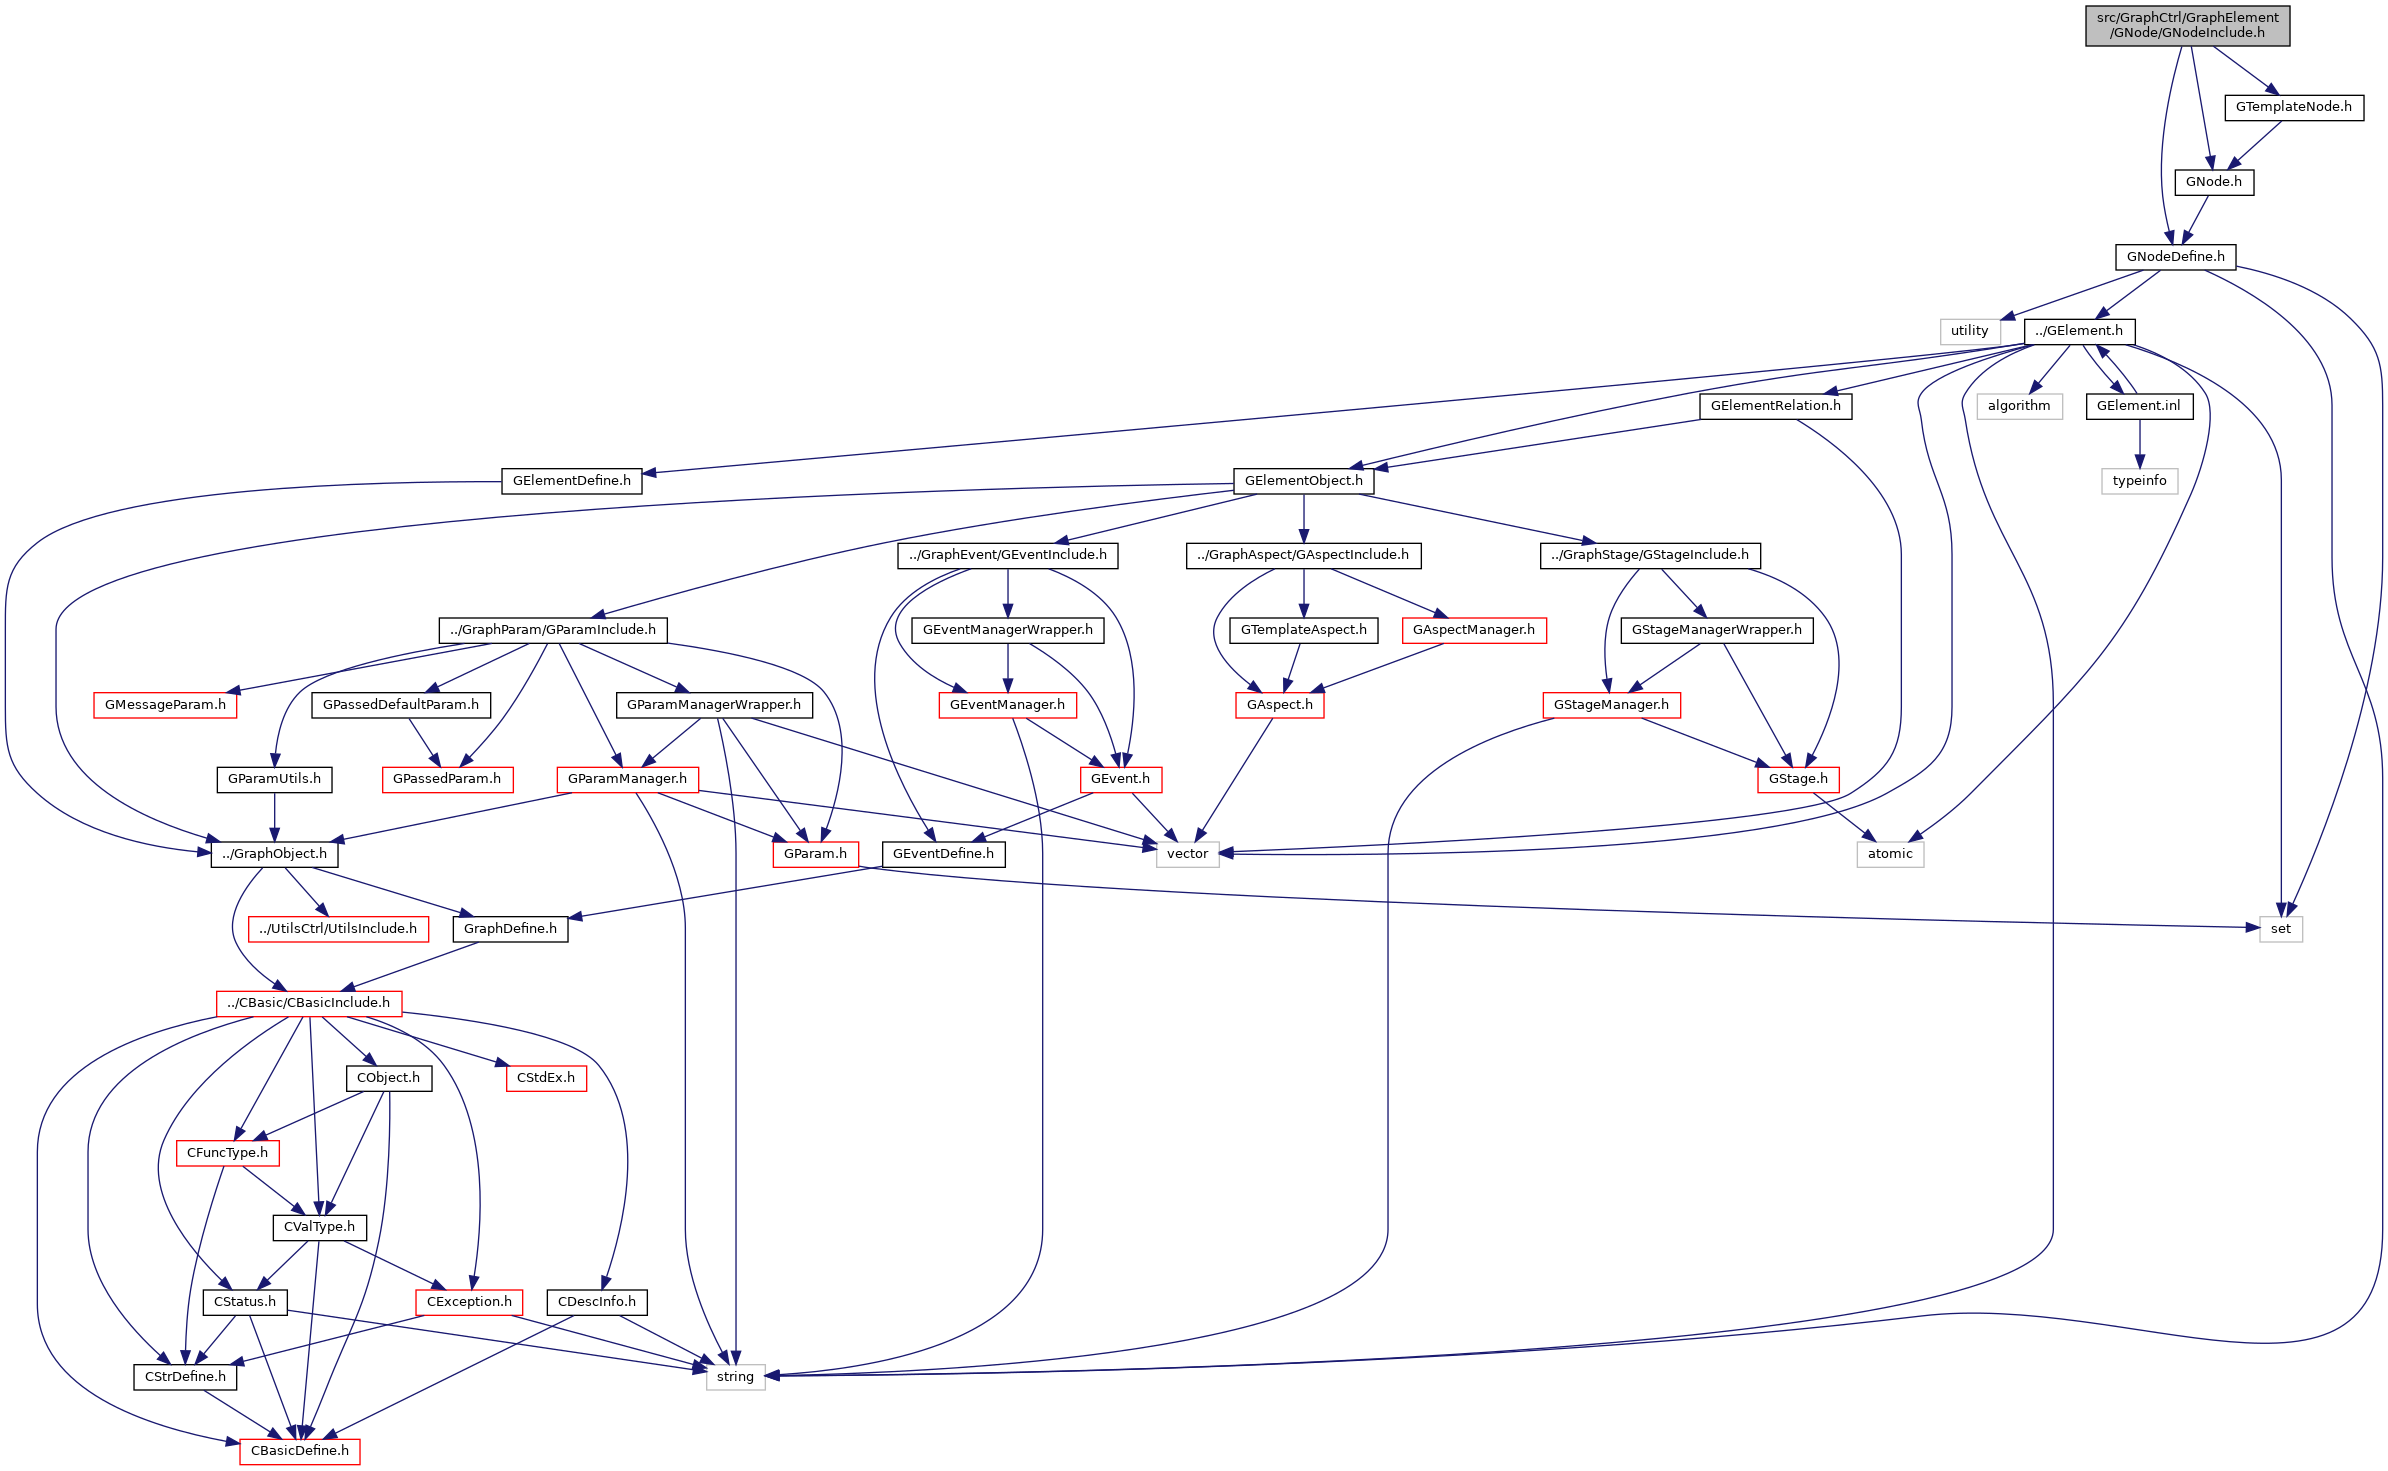 src/GraphCtrl/GraphElement
/GNode/GNodeInclude.h
GTemplateNode.h
GNode.h
GNodeDefine.h
utility
../GElement.h
GElementRelation.h
algorithm
GElement.inl
GElementDefine.h
GElementObject.h
typeinfo
../GraphEvent/GEventInclude.h
../GraphAspect/GAspectInclude.h
../GraphStage/GStageInclude.h
../GraphParam/GParamInclude.h
GEventManagerWrapper.h
GTemplateAspect.h
GAspectManager.h
GStageManagerWrapper.h
GMessageParam.h
GPassedDefaultParam.h
GParamManagerWrapper.h
GEventManager.h
GAspect.h
GStageManager.h
GParamUtils.h
GPassedParam.h
GParamManager.h
GEvent.h
GStage.h
../GraphObject.h
GParam.h
GEventDefine.h
vector
atomic
../UtilsCtrl/UtilsInclude.h
GraphDefine.h
set
../CBasic/CBasicInclude.h
CObject.h
CStdEx.h
CFuncType.h
CValType.h
CStatus.h
CException.h
CDescInfo.h
CStrDefine.h
string
CBasicDefine.h